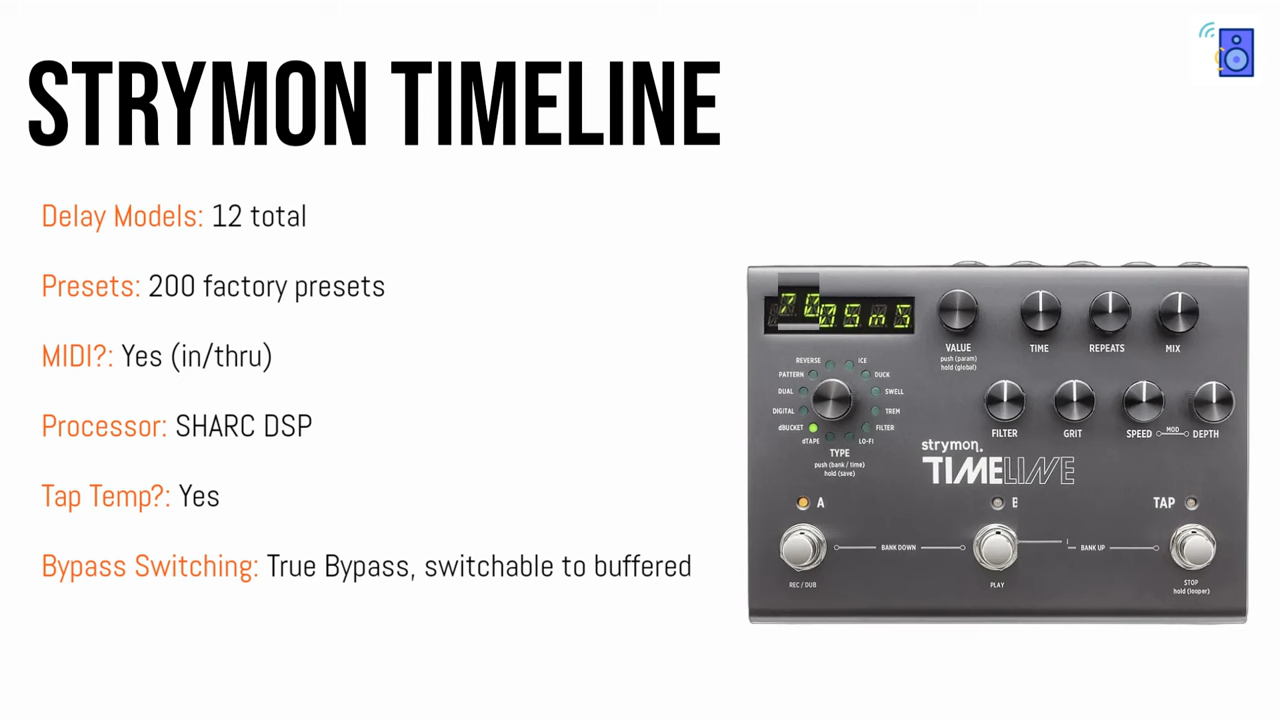 STRYMON TIMELINE
Delay Models: 12 total
Presets: 200 factory presets
MIDI?: Yes (in/thru)
Processor: SHARC DSP
Tap Temp?: Yes
Bypass Switching: True Bypass, switchable to buffered
VALUE
push (param)
hold (global)
TIME
REPEATS
MIX
REVERSE
ICE
PATTERN
DUCK
DUAL
SWELL
DIGITAL
TREM
dBUCKET
FILTER
dTAPE
LO-FI
TYPE
push (bank / time)
hold (save)
FILTER
GRIT
SPEED
MOD
DEPTH
strymon.
TIMELINE
A
B
TAP
BANK DOWN
BANK UP
REC / DUB
PLAY
STOP
hold (looper)